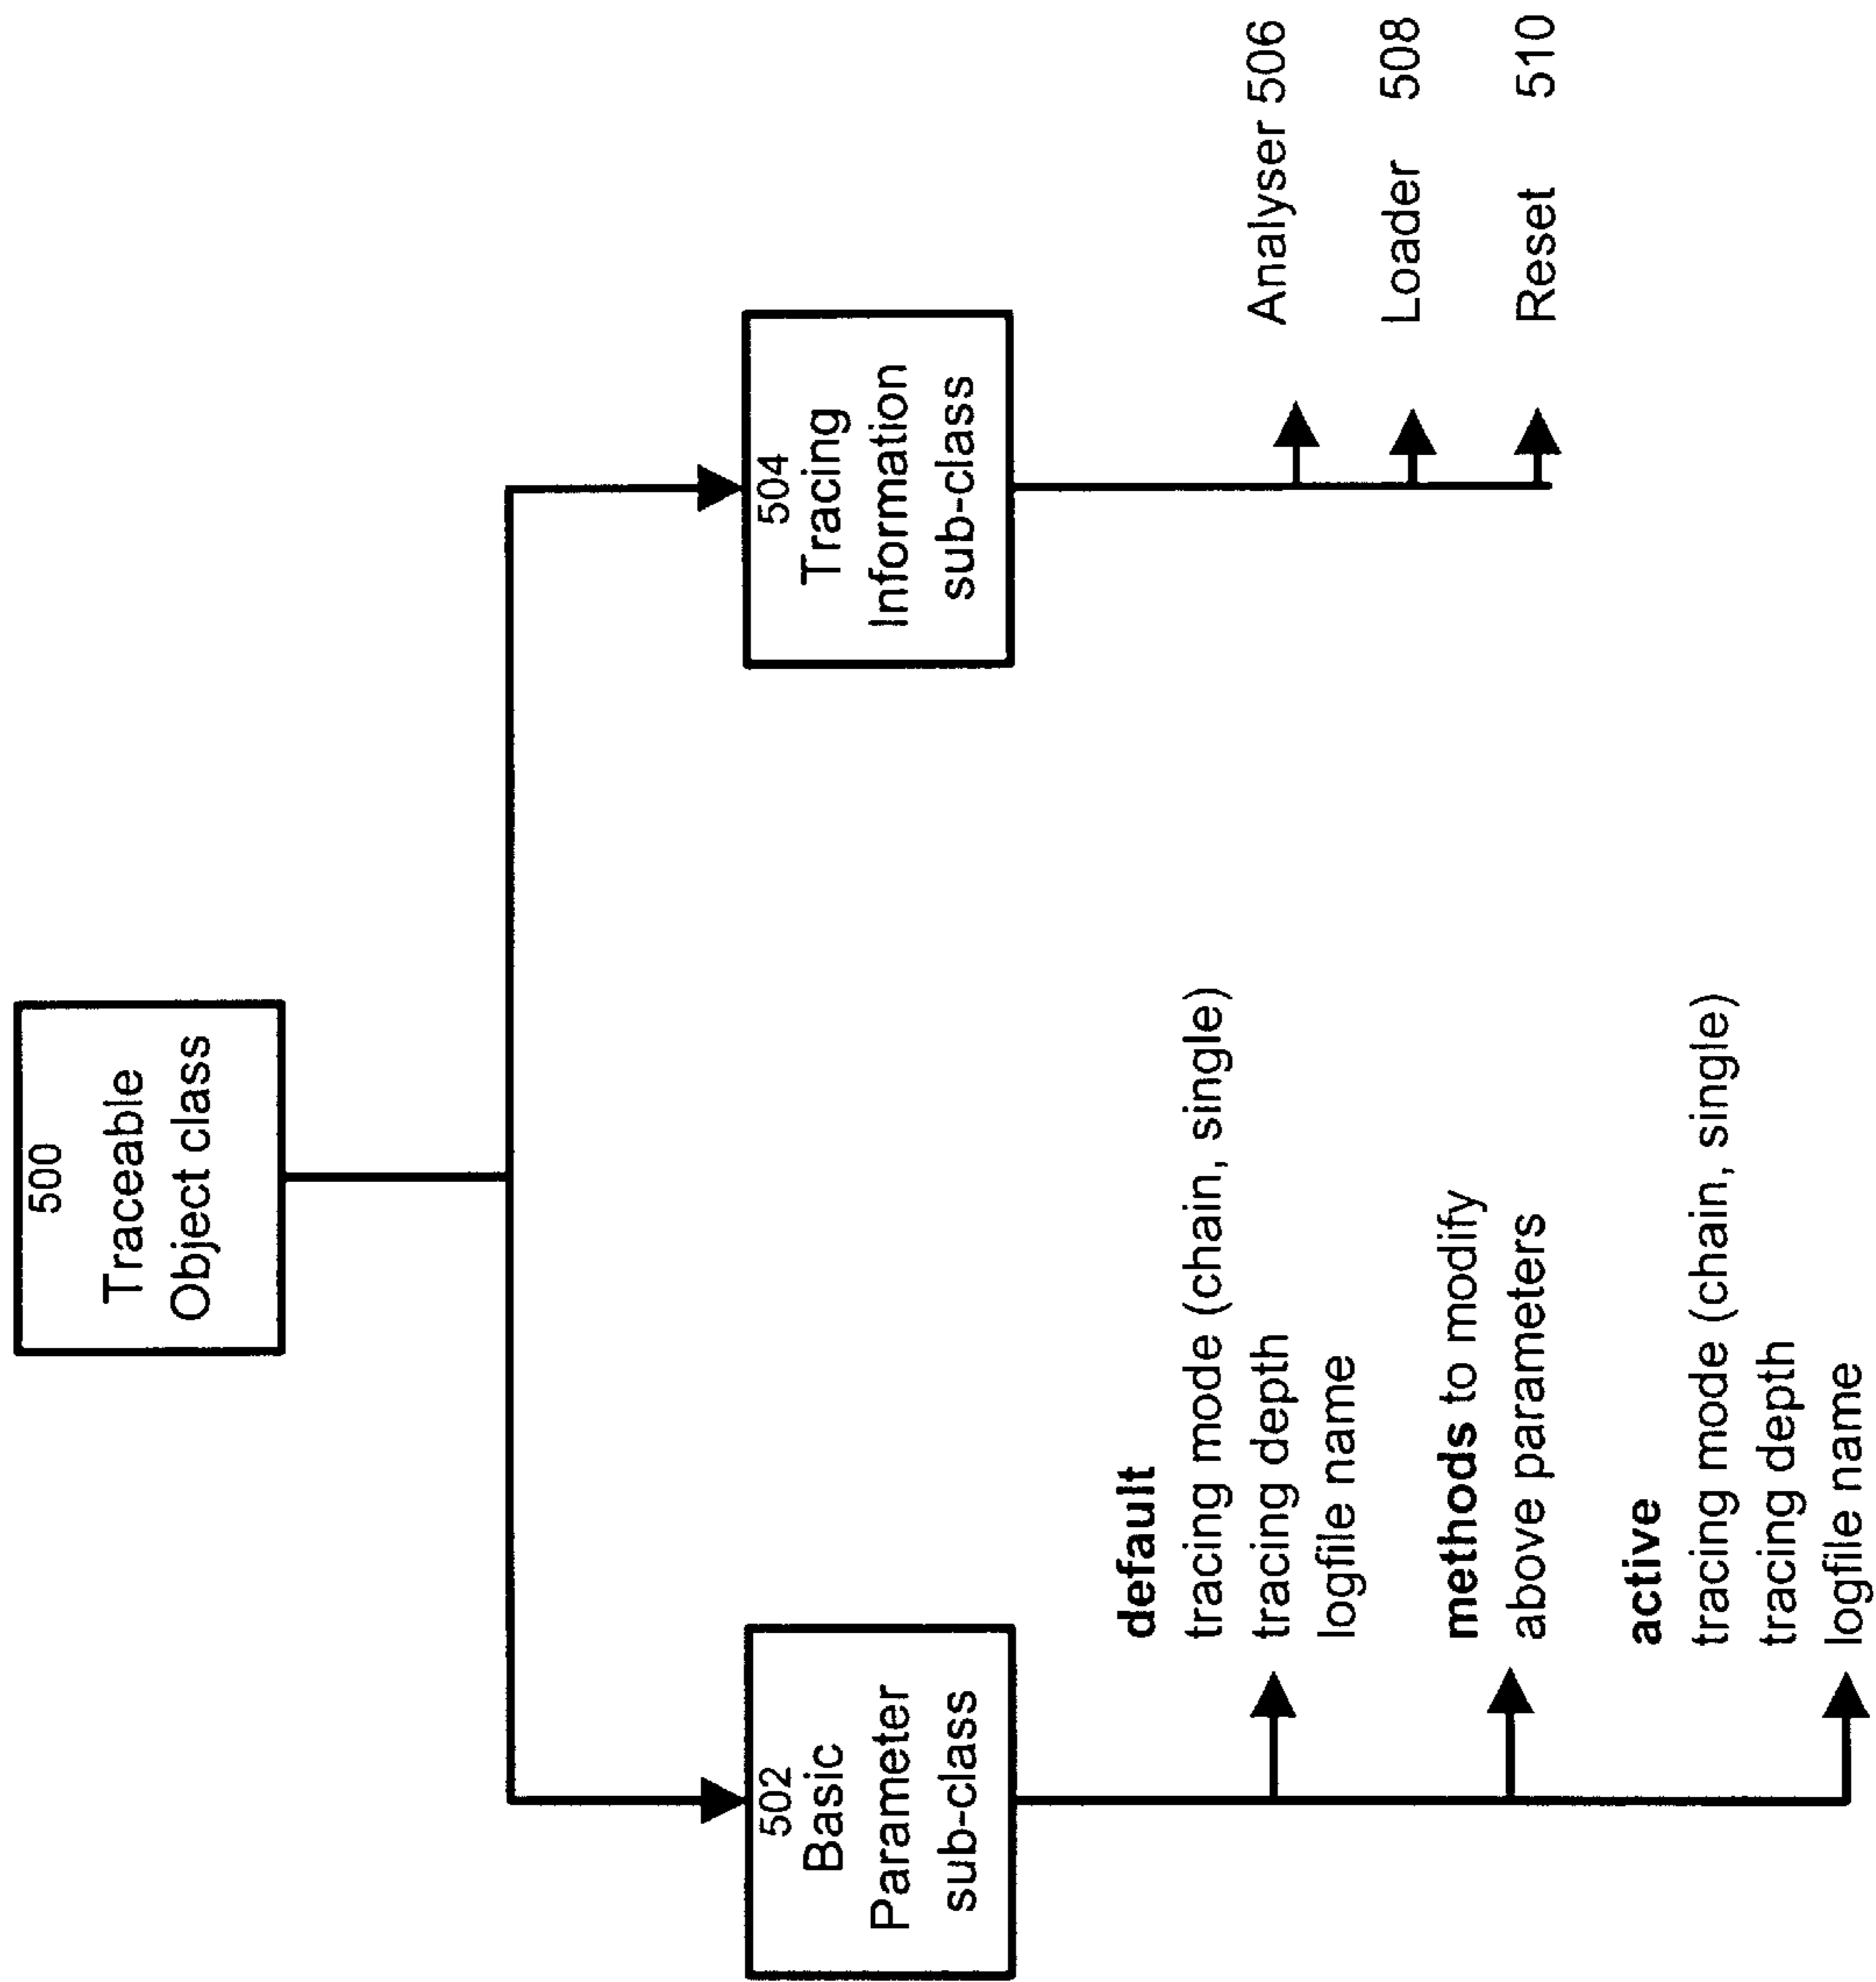 500
Traceable
Object class
502
Basic
Parameter
sub-class
default
tracing mode (chain, single)
tracing depth
logfile name
methods to modify
above parameters
active
tracing mode (chain, single)
tracing depth
logfile name
504
Tracing
Information
sub-class
Analyser 506
Loader 508
Reset 510